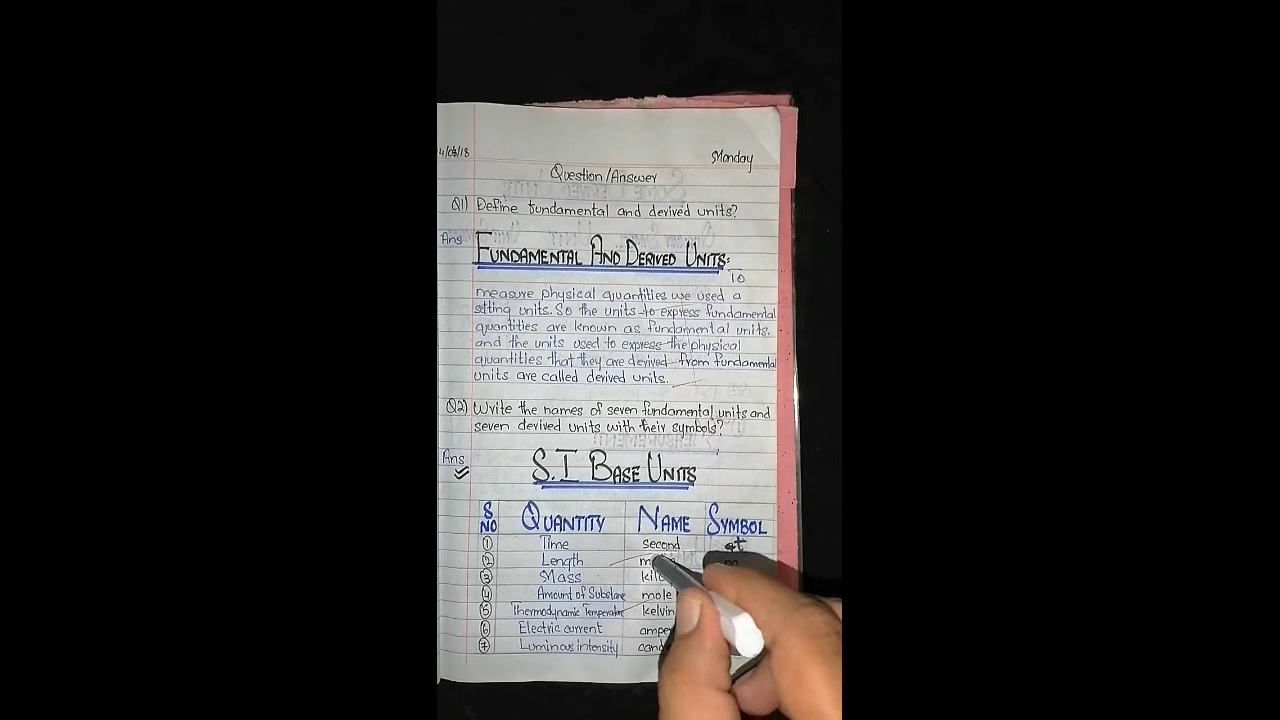 4/06/18
Monday
Question/Answer
Q1) Define fundamental and derived units?
Ans
FUNDAMENTAL AND DERIVED UNITS:
To
measure physical quantities we used a
stting units. So the units to express fundamental
quantities are known as fundamental units.
and the units used to express the physical
quantities that they are derived from fundamental
units are called derived units.
Q2) Write the names of seven fundamental units and
seven derived units with their symbols?
Ans
S.I BASE UNITS
S NO QUANTITY NAME SYMBOL
1 Time second
2 Length m
3 Mass kilo
4 Amount of Substance mole
5 Thermodynamic Temperature kelvin
6 Electric current ampe
7 Luminous intensity cand